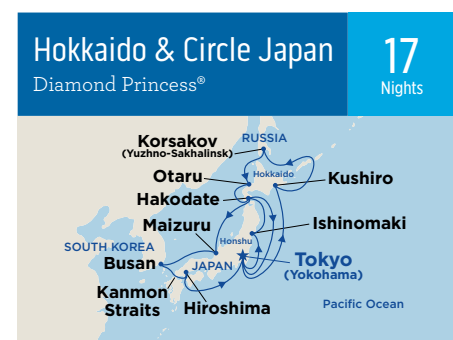 Hokkaido & Circle Japan
Diamond Princess®
17
Nights
Korsakov
(Yuzhno-Sakhalinsk)
RUSSIA
Otaru
Hokkaido
Kushiro
Hakodate
Maizuru
Ishinomaki
SOUTH KOREA
Honshu
Busan
JAPAN
Tokyo
(Yokohama)
Kanmon
Straits
Hiroshima
Pacific Ocean